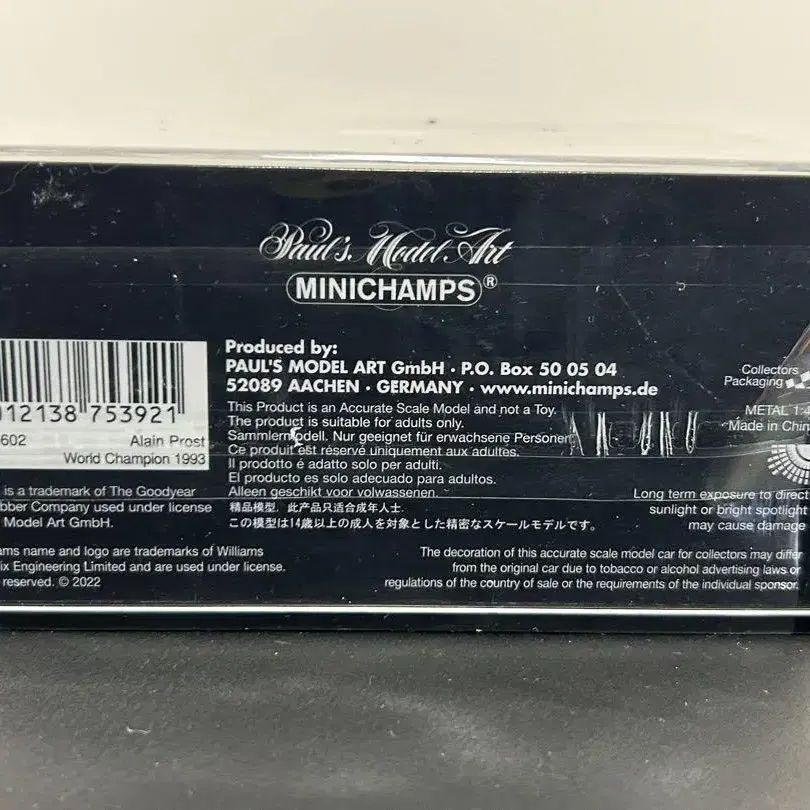 Paul's Model Art
MINICHAMPS®
Produced by:
PAUL'S MODEL ART GmbH · P.O. Box 50 05 04
52089 AACHEN · GERMANY · www.minichamps.de
This Product is an Accurate Scale Model and not a Toy.
The product is suitable for adults only.
Sammlermodell. Nur geeignet für erwachsene Personen.
Ce produit est réservé uniquement aux adultes.
Il prodotto é adatto solo per adulti.
El producto es solo adecuado para adultos.
Alleen geschikt voor volwassenen.
精品模型，此产品只适合成年人士.
この模型は14歳以上の成人を対象とした精密なスケールモデルです。
12138 753921
602
Alain Prost
World Champion 1993
is a trademark of The Goodyear
bber Company used under license
Model Art GmbH.
ams name and logo are trademarks of Williams
ix Engineering Limited and are used under license.
reserved. © 2022
Collectors
Packaging
METAL 1:
Made in Chin
Long term exposure to direct
sunlight or bright spotlight
may cause damage
The decoration of this accurate scale model car for collectors may differ
from the original car due to tobacco or alcohol advertising laws or
regulations of the country of sale or the requirements of the individual sponsor.